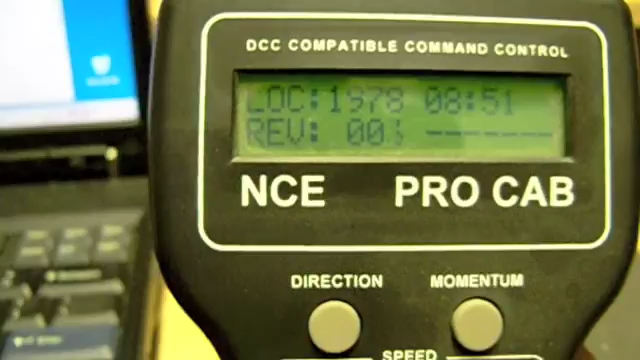 DCC COMPATIBLE COMMAND CONTROL
LOC:1978 08:51
REV: 00% -------
NCE PRO CAB
DIRECTION MOMENTUM
SPEED